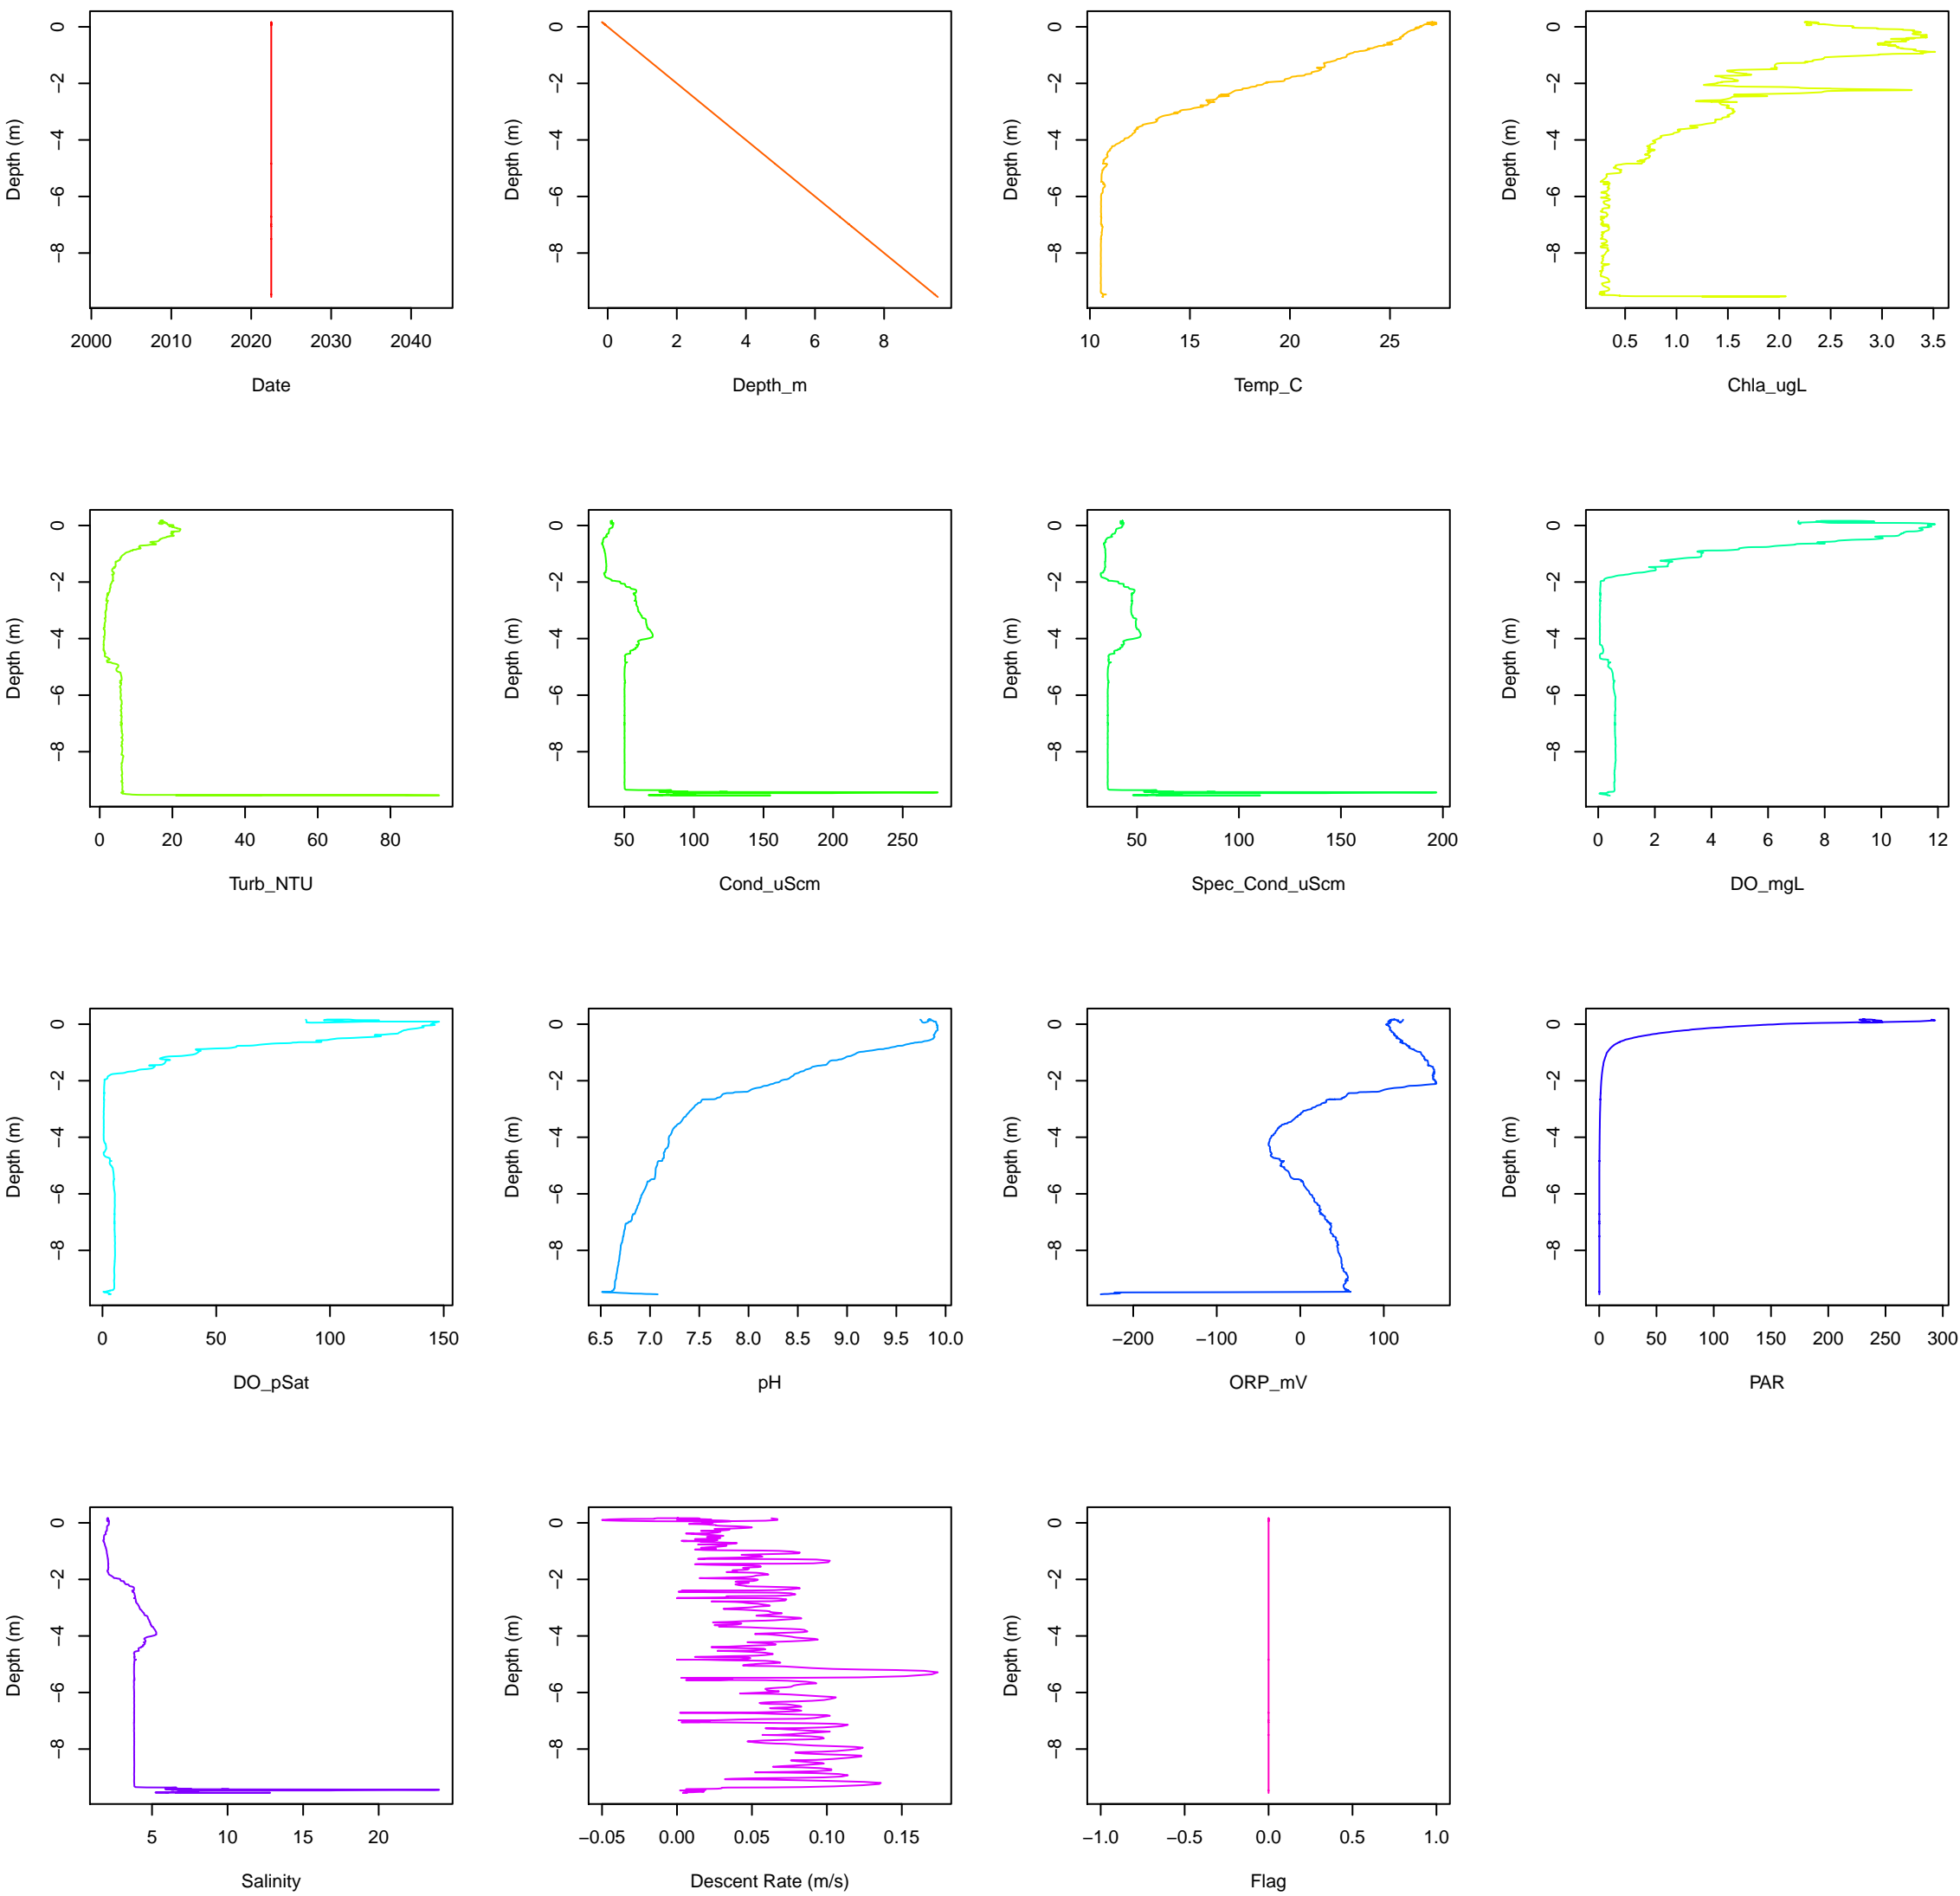 Depth (m)
0
−2
−4
−6
−8
2000 2010 2020 2030 2040
Date
Depth (m)
0
−2
−4
−6
−8
0 2 4 6 8
Depth_m
Depth (m)
0
−2
−4
−6
−8
10 15 20 25
Temp_C
Depth (m)
0
−2
−4
−6
−8
0.5 1.0 1.5 2.0 2.5 3.0 3.5
Chla_ugL
Depth (m)
0
−2
−4
−6
−8
0 20 40 60 80
Turb_NTU
Depth (m)
0
−2
−4
−6
−8
50 100 150 200 250
Cond_uScm
Depth (m)
0
−2
−4
−6
−8
50 100 150 200
Spec_Cond_uScm
Depth (m)
0
−2
−4
−6
−8
0 2 4 6 8 10 12
DO_mgL
Depth (m)
0
−2
−4
−6
−8
0 50 100 150
DO_pSat
Depth (m)
0
−2
−4
−6
−8
6.5 7.0 7.5 8.0 8.5 9.0 9.5 10.0
pH
Depth (m)
0
−2
−4
−6
−8
−200 −100 0 100
ORP_mV
Depth (m)
0
−2
−4
−6
−8
0 50 100 150 200 250 300
PAR
Depth (m)
0
−2
−4
−6
−8
5 10 15 20
Salinity
Depth (m)
0
−2
−4
−6
−8
−0.05 0.00 0.05 0.10 0.15
Descent Rate (m/s)
Depth (m)
0
−2
−4
−6
−8
−1.0 −0.5 0.0 0.5 1.0
Flag